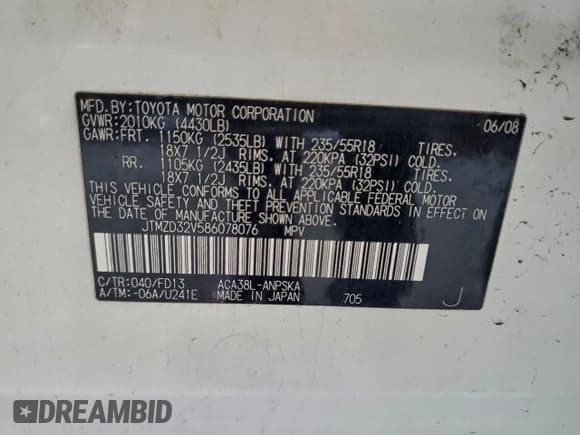 MFD. BY: TOYOTA MOTOR CORPORATION 06/08
GVWR: 2010KG (4430LB)
GAWR: FRT. 1150KG (2535LB) WITH 235/55R18 TIRES.
18X7 1/2J RIMS. AT 220KPA (32PSI) COLD.
RR. 1105KG (2435LB) WITH 235/55R18 TIRES.
18X7 1/2J RIMS. AT 220KPA (32PSI) COLD.
THIS VEHICLE CONFORMS TO ALL APPLICABLE FEDERAL MOTOR
VEHICLE SAFETY AND THEFT PREVENTION STANDARDS IN EFFECT
ON THE DATE OF MANUFACTURE SHOWN ABOVE.
JTMZD32V586078076 MPV
C/TR: 040/FD13 ACA38L-ANPSKA
A/TM: -06A/U241E MADE IN JAPAN 705 J
DREAMBID